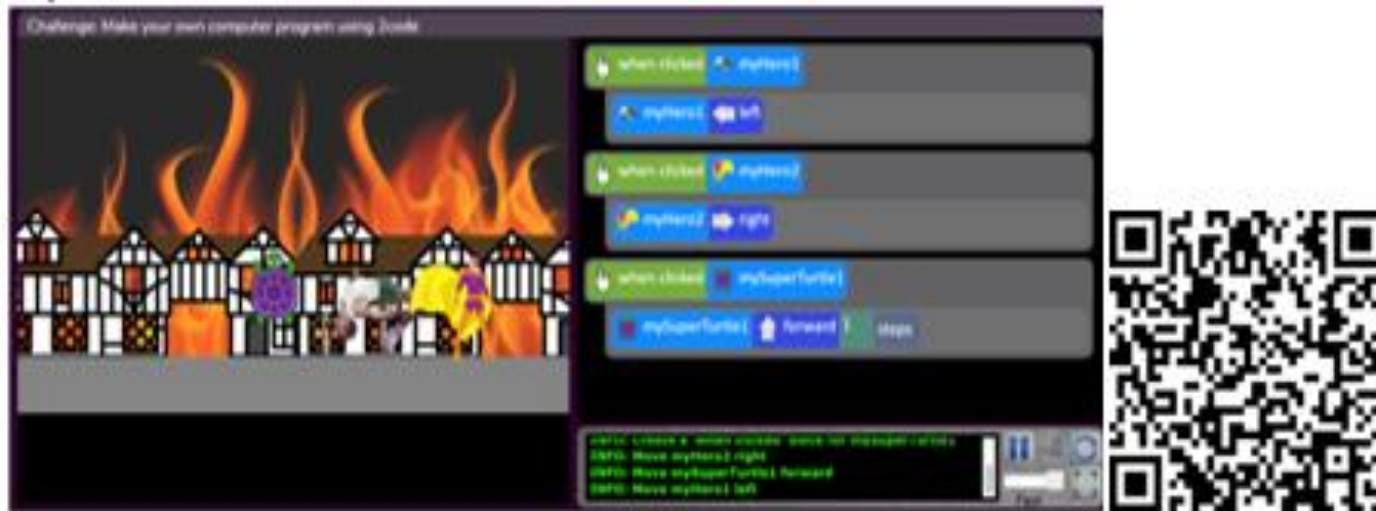 Challenge: Make your own computer program using 2code
when clicked myHero1
myHero1 left
when clicked myHero2
myHero2 right
when clicked mySuperTurtle1
mySuperTurtle1 forward steps
INFO: Move myHero2 right
INFO: Move mySuperTurtle1 forward
INFO: Move myHero1 left
Fast